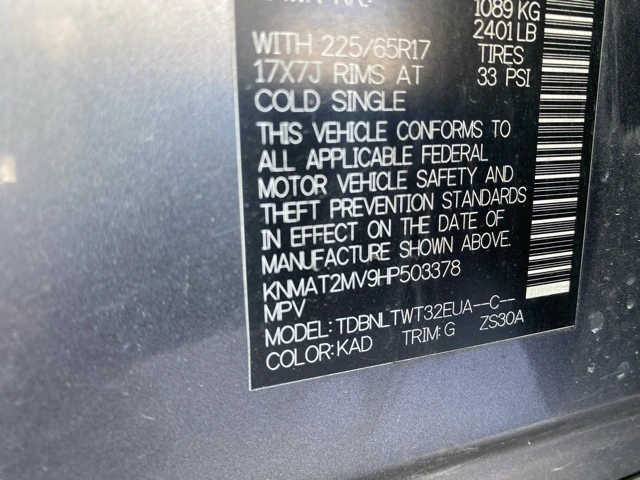 1089 KG
2401 LB
WITH 225/65R17 TIRES
17X7J RIMS AT 33 PSI
COLD SINGLE
THIS VEHICLE CONFORMS TO
ALL APPLICABLE FEDERAL
MOTOR VEHICLE SAFETY AND
THEFT PREVENTION STANDARDS
IN EFFECT ON THE DATE OF
MANUFACTURE SHOWN ABOVE.
KNMAT2MV9HP503378
MPV
MODEL: TDBNLTWT32EUA--C--
COLOR:KAD TRIM:G ZS30A